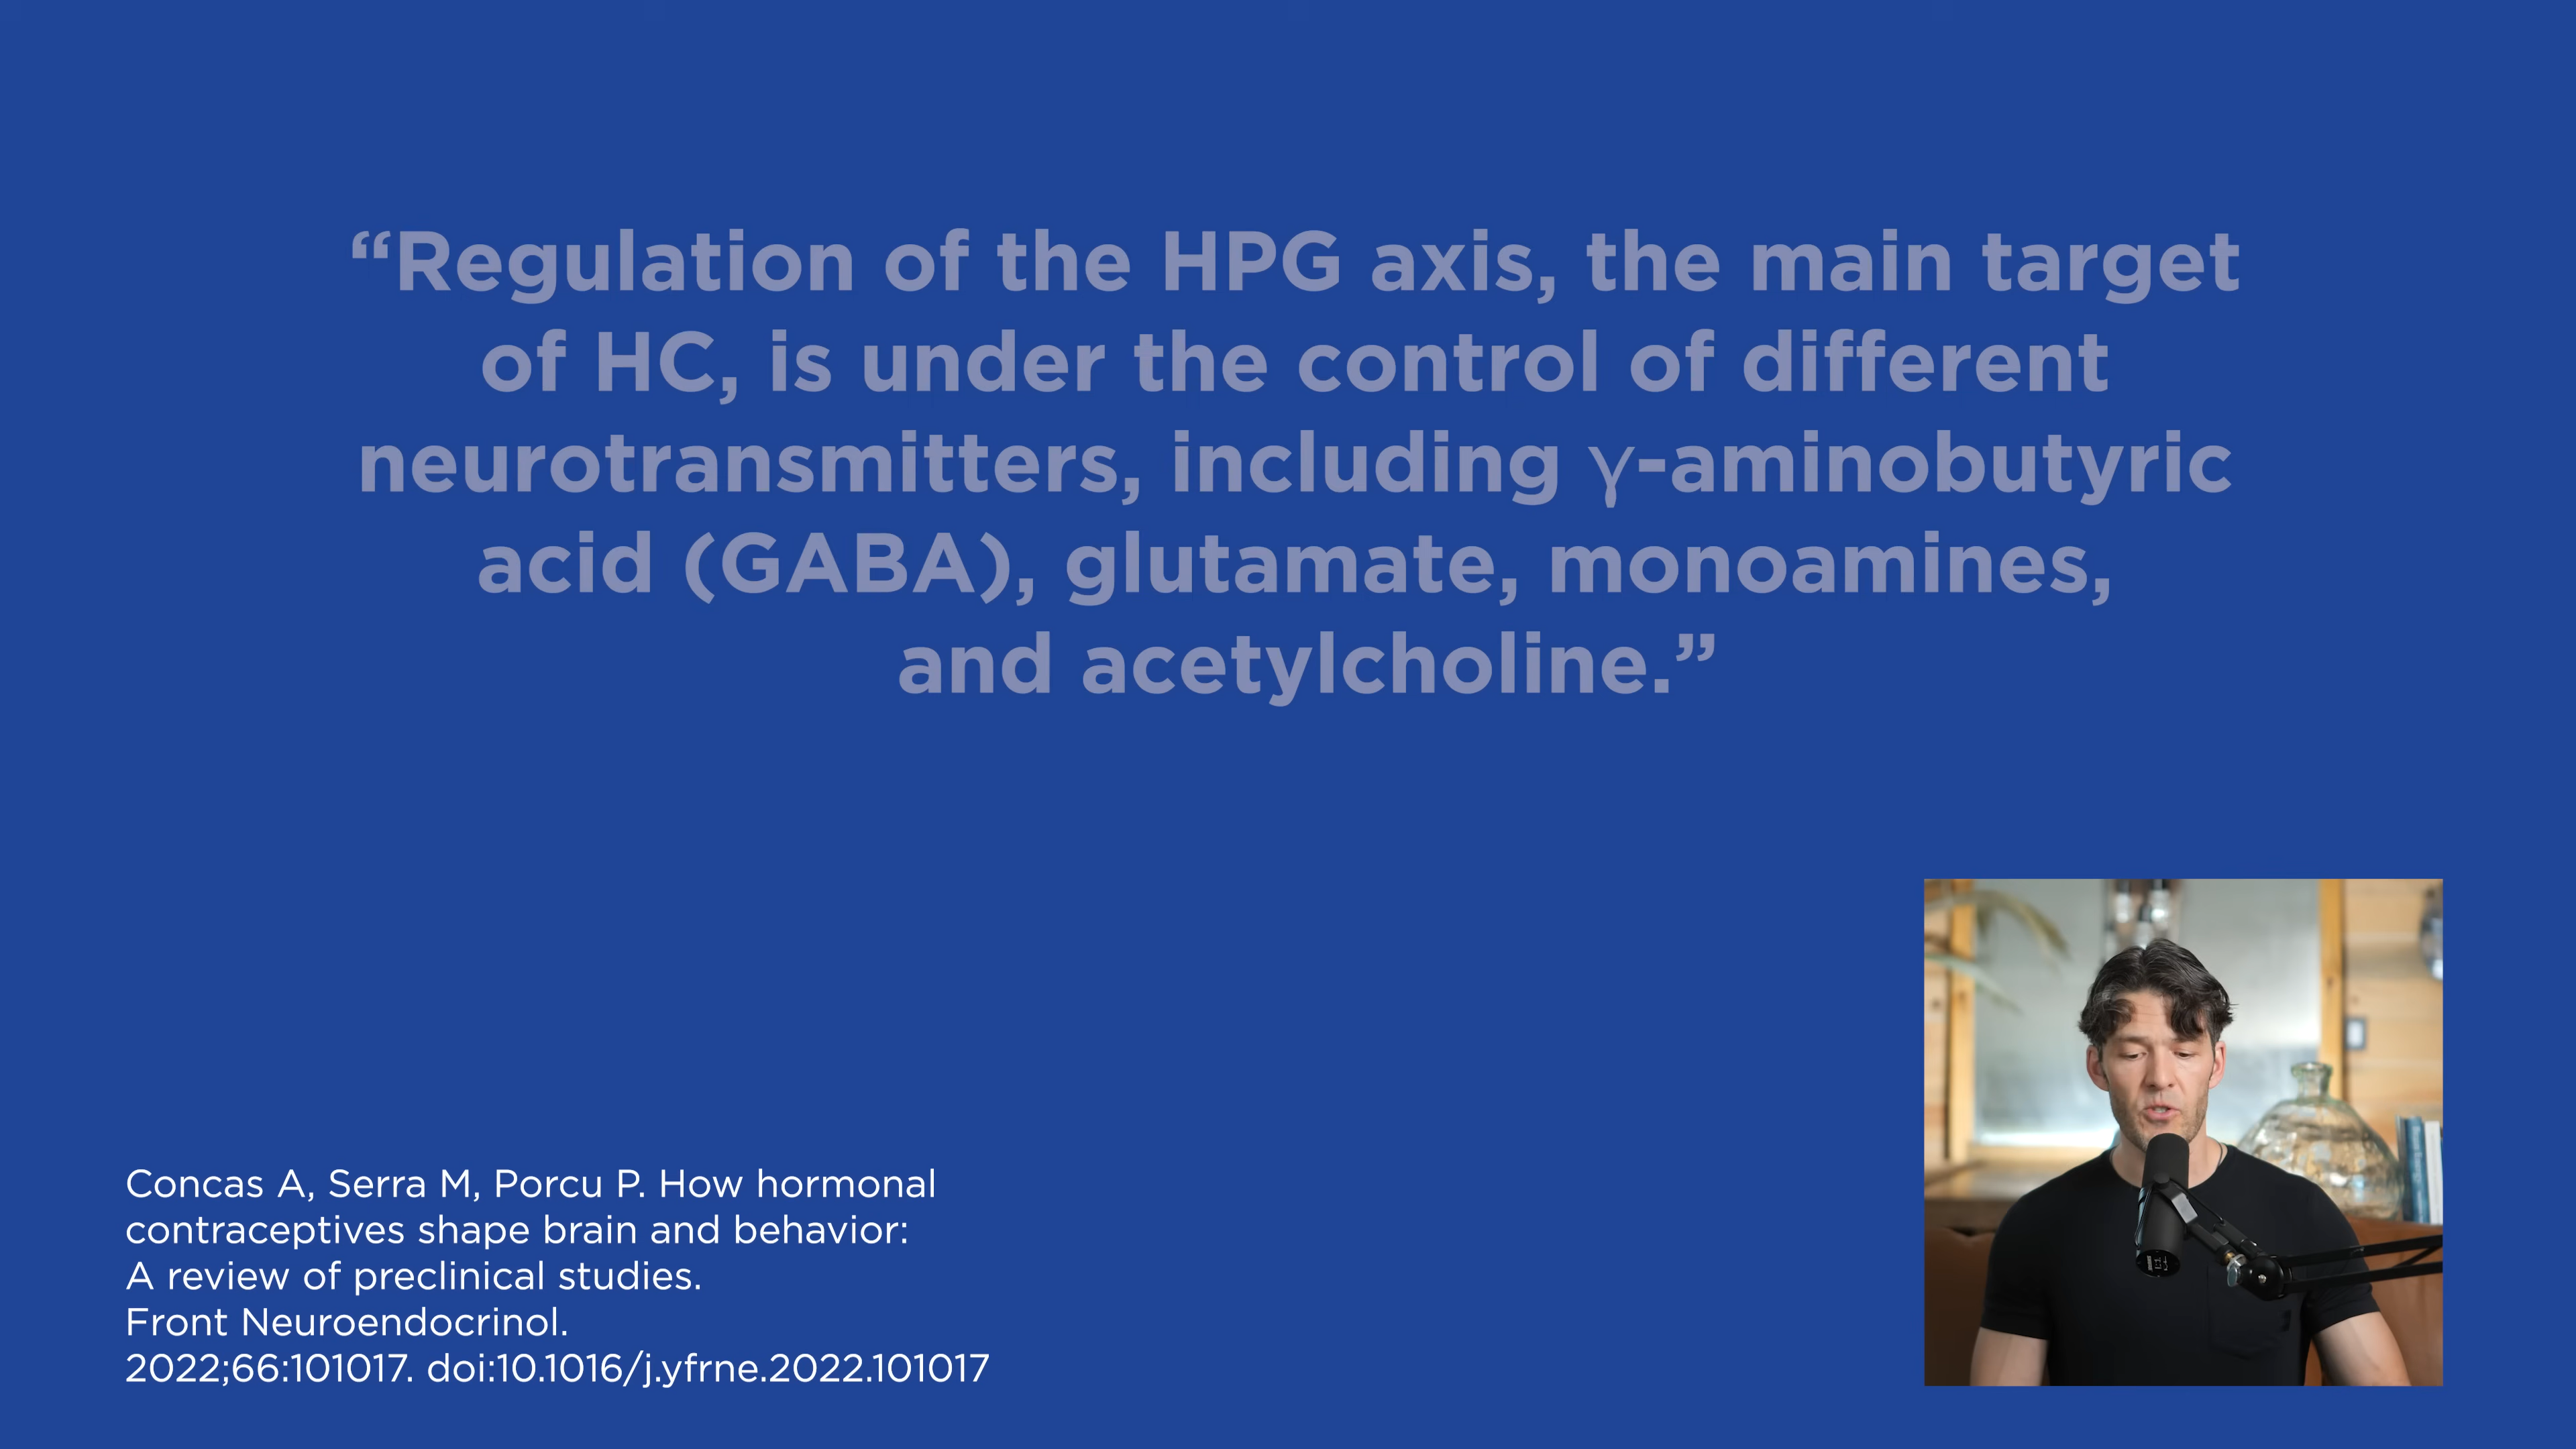 “Regulation of the HPG axis, the main target
of HC, is under the control of different
neurotransmitters, including γ-aminobutyric
acid (GABA), glutamate, monoamines,
and acetylcholine.”
Concas A, Serra M, Porcu P. How hormonal
contraceptives shape brain and behavior:
A review of preclinical studies.
Front Neuroendocrinol.
2022;66:101017. doi:10.1016/j.yfrne.2022.101017